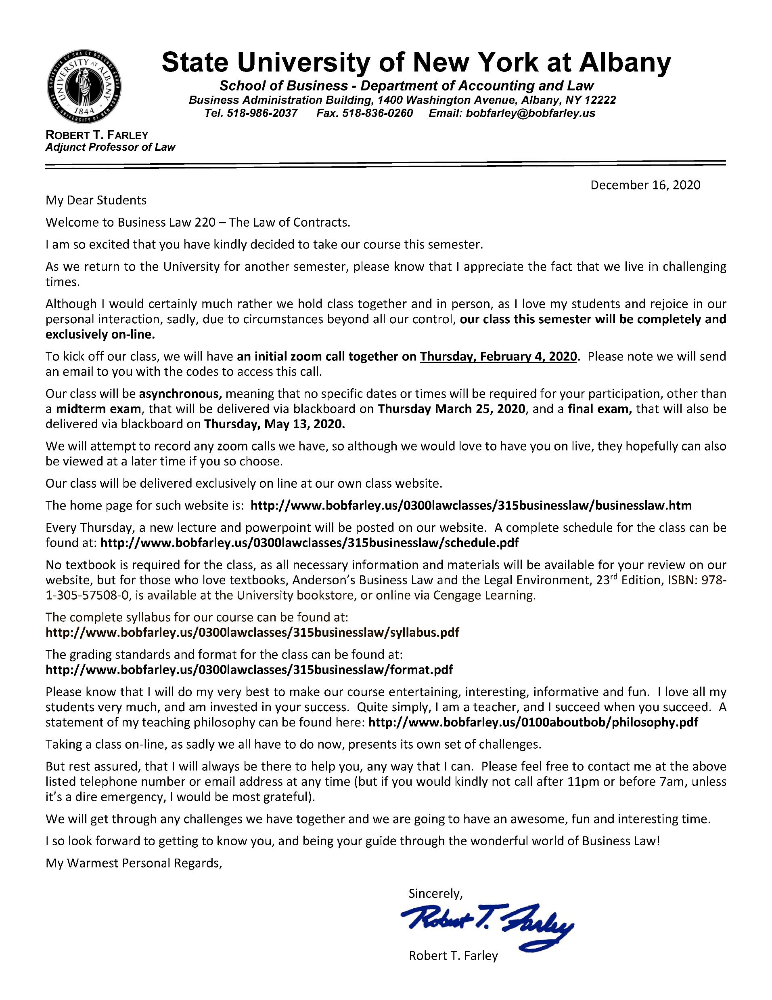 SAPIENTIA ET SUA ET DOCENDI CAUSA
STATE UNIVERSITY OF NEW YORK
UNIVERSITY AT ALBANY
1844
State University of New York at Albany
School of Business - Department of Accounting and Law
Business Administration Building, 1400 Washington Avenue, Albany, NY 12222
Tel. 518-986-2037 Fax. 518-836-0260 Email: bobfarley@bobfarley.us
ROBERT T. FARLEY
Adjunct Professor of Law
December 16, 2020
My Dear Students
Welcome to Business Law 220 – The Law of Contracts.
I am so excited that you have kindly decided to take our course this semester.
As we return to the University for another semester, please know that I appreciate the fact that we live in challenging
times.
Although I would certainly much rather we hold class together and in person, as I love my students and rejoice in our
personal interaction, sadly, due to circumstances beyond all our control, our class this semester will be completely and
exclusively on-line.
To kick off our class, we will have an initial zoom call together on Thursday, February 4, 2020. Please note we will send
an email to you with the codes to access this call.
Our class will be asynchronous, meaning that no specific dates or times will be required for your participation, other than
a midterm exam, that will be delivered via blackboard on Thursday March 25, 2020, and a final exam, that will also be
delivered via blackboard on Thursday, May 13, 2020.
We will attempt to record any zoom calls we have, so although we would love to have you on live, they hopefully can also
be viewed at a later time if you so choose.
Our class will be delivered exclusively on line at our own class website.
The home page for such website is: http://www.bobfarley.us/0300lawclasses/315businesslaw/businesslaw.htm
Every Thursday, a new lecture and powerpoint will be posted on our website. A complete schedule for the class can be
found at: http://www.bobfarley.us/0300lawclasses/315businesslaw/schedule.pdf
No textbook is required for the class, as all necessary information and materials will be available for your review on our
website, but for those who love textbooks, Anderson's Business Law and the Legal Environment, 23rd Edition, ISBN: 978-
1-305-57508-0, is available at the University bookstore, or online via Cengage Learning.
The complete syllabus for our course can be found at:
http://www.bobfarley.us/0300lawclasses/315businesslaw/syllabus.pdf
The grading standards and format for the class can be found at:
http://www.bobfarley.us/0300lawclasses/315businesslaw/format.pdf
Please know that I will do my very best to make our course entertaining, interesting, informative and fun. I love all my
students very much, and am invested in your success. Quite simply, I am a teacher, and I succeed when you succeed. A
statement of my teaching philosophy can be found here: http://www.bobfarley.us/0100aboutbob/philosophy.pdf
Taking a class on-line, as sadly we all have to do now, presents its own set of challenges.
But rest assured, that I will always be there to help you, any way that I can. Please feel free to contact me at the above
listed telephone number or email address at any time (but if you would kindly not call after 11pm or before 7am, unless
it's a dire emergency, I would be most grateful).
We will get through any challenges we have together and we are going to have an awesome, fun and interesting time.
I so look forward to getting to know you, and being your guide through the wonderful world of Business Law!
My Warmest Personal Regards,
Sincerely,
Robert T. Farley
Robert T. Farley